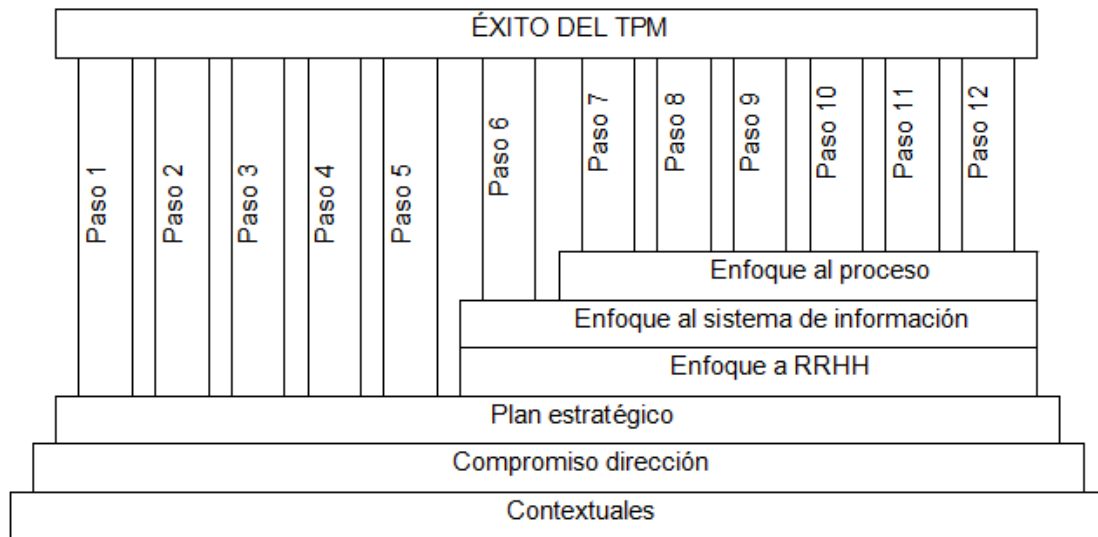 ÉXITO DEL TPM
Paso 1
Paso 2
Paso 3
Paso 4
Paso 5
Paso 6
Paso 7
Paso 8
Paso 9
Paso 10
Paso 11
Paso 12
Enfoque al proceso
Enfoque al sistema de información
Enfoque a RRHH
Plan estratégico
Compromiso dirección
Contextuales